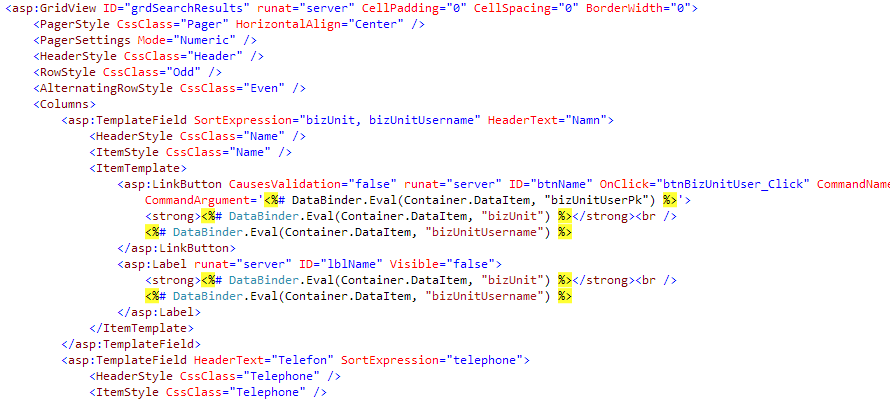 <asp:GridView ID="grdSearchResults" runat="server" CellPadding="0" CellSpacing="0" BorderWidth="0">
<PagerStyle CssClass="Pager" HorizontalAlign="Center" />
<PagerSettings Mode="Numeric" />
<HeaderStyle CssClass="Header" />
<RowStyle CssClass="Odd" />
<AlternatingRowStyle CssClass="Even" />
<Columns>
<asp:TemplateField SortExpression="bizUnit, bizUnitUsername" HeaderText="Namn">
<HeaderStyle CssClass="Name" />
<ItemStyle CssClass="Name" />
<ItemTemplate>
<asp:LinkButton CausesValidation="false" runat="server" ID="btnName" OnClick="btnBizUnitUser_Click" CommandName
CommandArgument='<%# DataBinder.Eval(Container.DataItem, "bizUnitUserPk") %>'>
<strong><%# DataBinder.Eval(Container.DataItem, "bizUnit") %></strong><br />
<%# DataBinder.Eval(Container.DataItem, "bizUnitUsername") %>
</asp:LinkButton>
<asp:Label runat="server" ID="lblName" Visible="false">
<strong><%# DataBinder.Eval(Container.DataItem, "bizUnit") %></strong><br />
<%# DataBinder.Eval(Container.DataItem, "bizUnitUsername") %>
</asp:Label>
</ItemTemplate>
</asp:TemplateField>
<asp:TemplateField HeaderText="Telefon" SortExpression="telephone">
<HeaderStyle CssClass="Telephone" />
<ItemStyle CssClass="Telephone" />